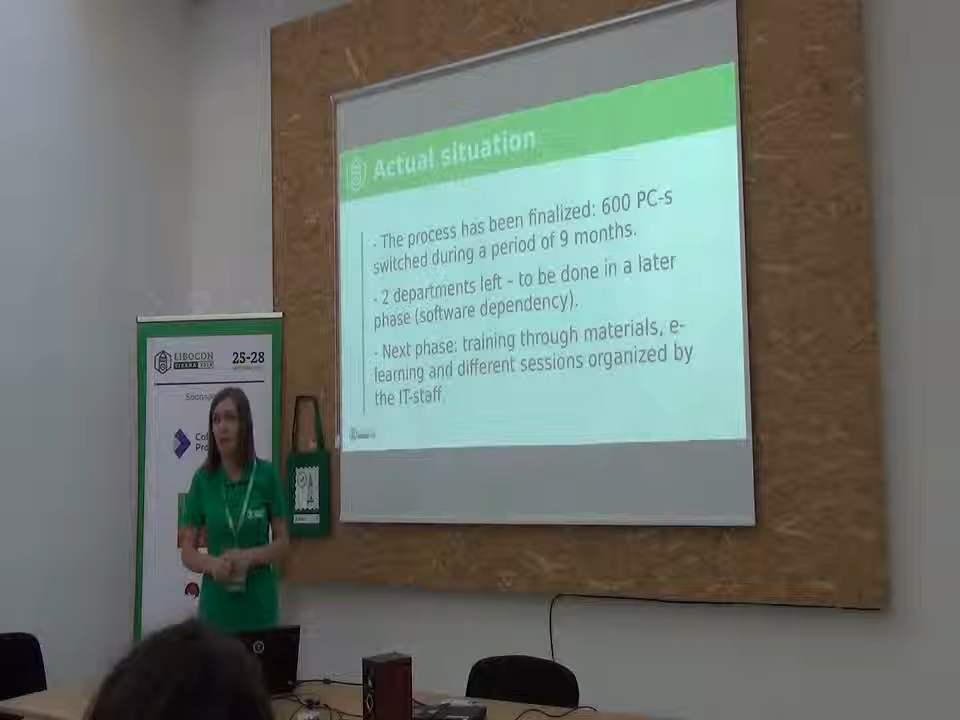 Actual situation
- The process has been finalized: 600 PC-s
switched during a period of 9 months.
- 2 departments left – to be done in a later
phase (software dependency).
- Next phase: training through materials, e-
learning and different sessions organized by
the IT-staff.
LIBOCON
25-28